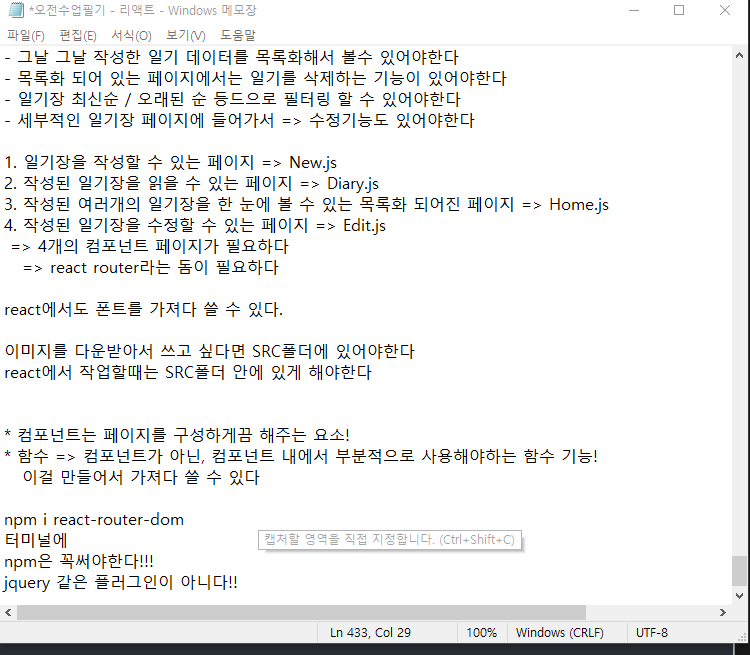 *오전수업필기 - 리액트 - Windows 메모장
파일(F) 편집(E) 서식(O) 보기(V) 도움말
- 그날 그날 작성한 일기 데이터를 목록화해서 볼수 있어야한다
- 목록화 되어 있는 페이지에서는 일기를 삭제하는 기능이 있어야한다
- 일기장 최신순 / 오래된 순 등드으로 필터링 할 수 있어야한다
- 세부적인 일기장 페이지에 들어가서 => 수정기능도 있어야한다
1. 일기장을 작성할 수 있는 페이지 => New.js
2. 작성된 일기장을 읽을 수 있는 페이지 => Diary.js
3. 작성된 여러개의 일기장을 한 눈에 볼 수 있는 목록화 되어진 페이지 => Home.js
4. 작성된 일기장을 수정할 수 있는 페이지 => Edit.js
=> 4개의 컴포넌트 페이지가 필요하다
=> react router라는 돔이 필요하다
react에서도 폰트를 가져다 쓸 수 있다.
이미지를 다운받아서 쓰고 싶다면 SRC폴더에 있어야한다
react에서 작업할때는 SRC폴더 안에 있게 해야한다
* 컴포넌트는 페이지를 구성하게끔 해주는 요소!
* 함수 => 컴포넌트가 아닌, 컴포넌트 내에서 부분적으로 사용해야하는 함수 기능!
이걸 만들어서 가져다 쓸 수 있다
npm i react-router-dom
터미널에
캡처할 영역을 직접 지정합니다. (Ctrl+Shift+C)
npm은 꼭써야한다!!!
jquery 같은 플러그인이 아니다!!
Ln 433, Col 29 100% Windows (CRLF) UTF-8